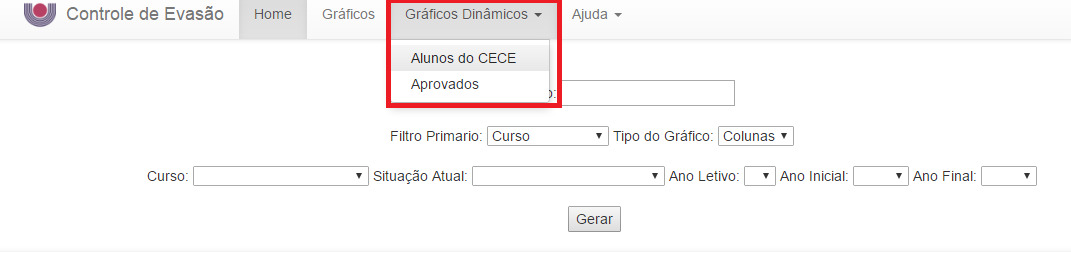 Controle de Evasão Home Gráficos Gráficos Dinâmicos Ajuda
Alunos do CECE
Aprovados
o:
Filtro Primario: Curso Tipo do Gráfico: Colunas
Curso: Situação Atual: Ano Letivo: Ano Inicial: Ano Final:
Gerar